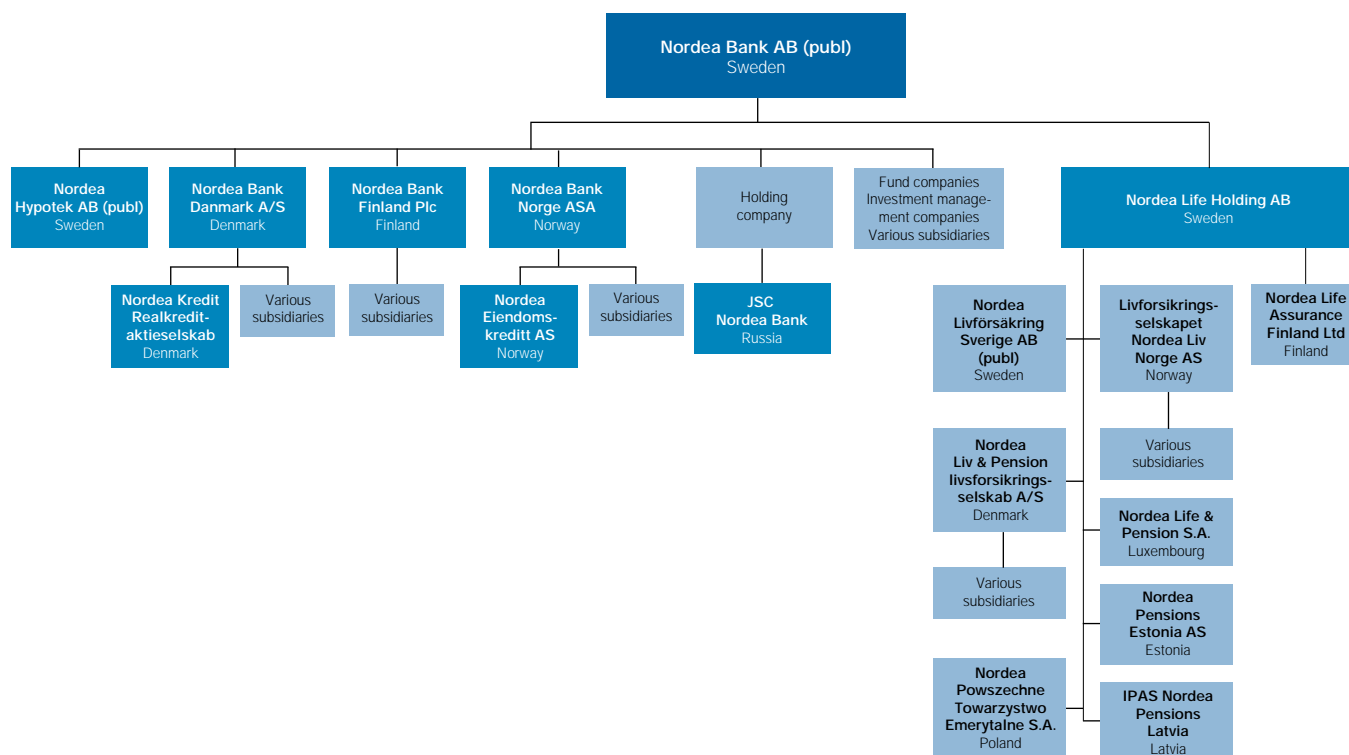 Nordea Bank AB (publ)
Sweden
Nordea
Hypotek AB (publ)
Sweden
Nordea Bank
Danmark A/S
Denmark
Nordea Bank
Finland Plc
Finland
Nordea Bank
Norge ASA
Norway
Holding
company
Fund companies
Investment manage-
ment companies
Various subsidiaries
Nordea Life Holding AB
Sweden
Nordea Kredit
Realkredit-
aktieselskab
Denmark
Various
subsidiaries
Various
subsidiaries
Nordea
Eiendoms-
kreditt AS
Norway
Various
subsidiaries
JSC
Nordea Bank
Russia
Nordea
Livförsäkring
Sverige AB
(publ)
Sweden
Livforsikrings-
selskapet
Nordea Liv
Norge AS
Norway
Nordea Life
Assurance
Finland Ltd
Finland
Nordea
Liv & Pension
livsforsikrings-
selskab A/S
Denmark
Various
subsidiaries
Nordea Life &
Pension S.A.
Luxembourg
Various
subsidiaries
Nordea
Pensions
Estonia AS
Estonia
Nordea
Powszechne
Towarzystwo
Emerytalne S.A.
Poland
IPAS Nordea
Pensions
Latvia
Latvia